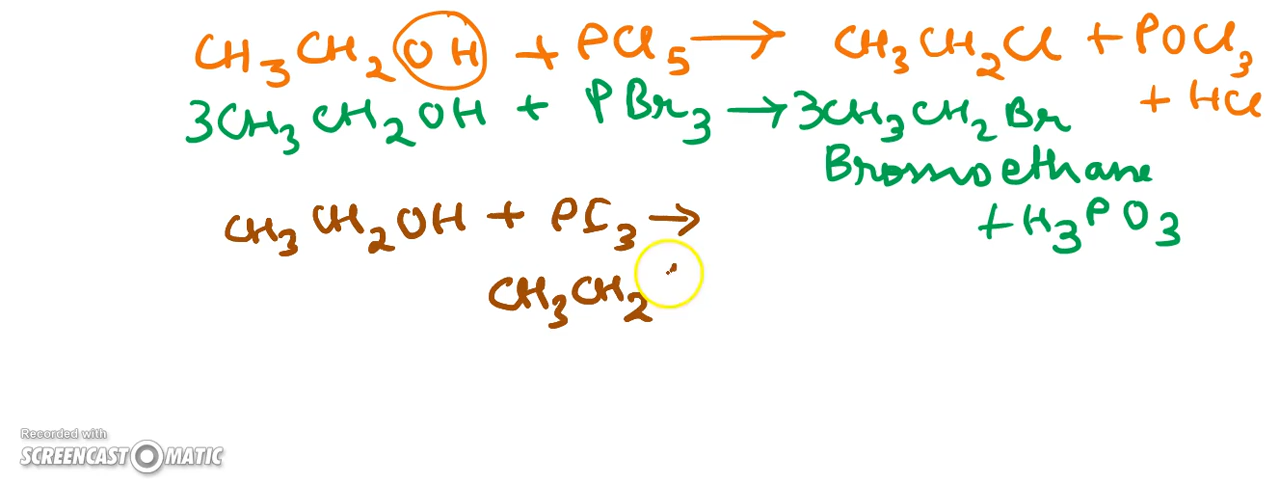 CH3CH2OH + PCl5 → CH3CH2Cl + POCl3
+ HCl
3CH3CH2OH + PBr3 → 3CH3CH2Br
Bromoethane
+ H3PO3
CH3CH2OH + PI3 →
CH3CH2
Recorded with
SCREENCAST-O-MATIC